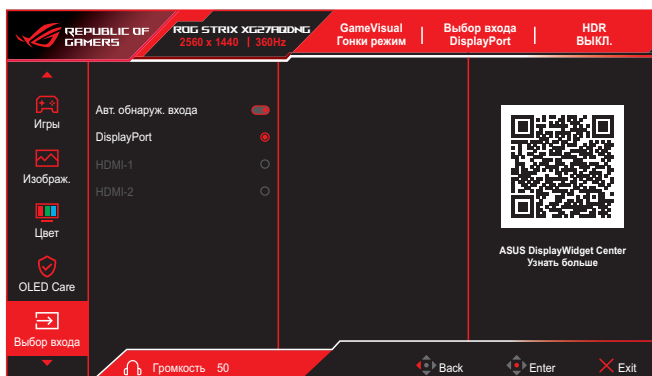 REPUBLIC OF
GAMERS
ROG STRIX XG27AQDNG
2560 x 1440 | 360Hz
GameVisual
Гонки режим
Выбор входа
DisplayPort
HDR
ВЫКЛ.
Игры
Изображ.
Цвет
OLED Care
Выбор входа
Авт. обнаруж. входа
DisplayPort
HDMI-1
HDMI-2
ASUS DisplayWidget Center
Узнать больше
Громкость 50
Back
Enter
Exit